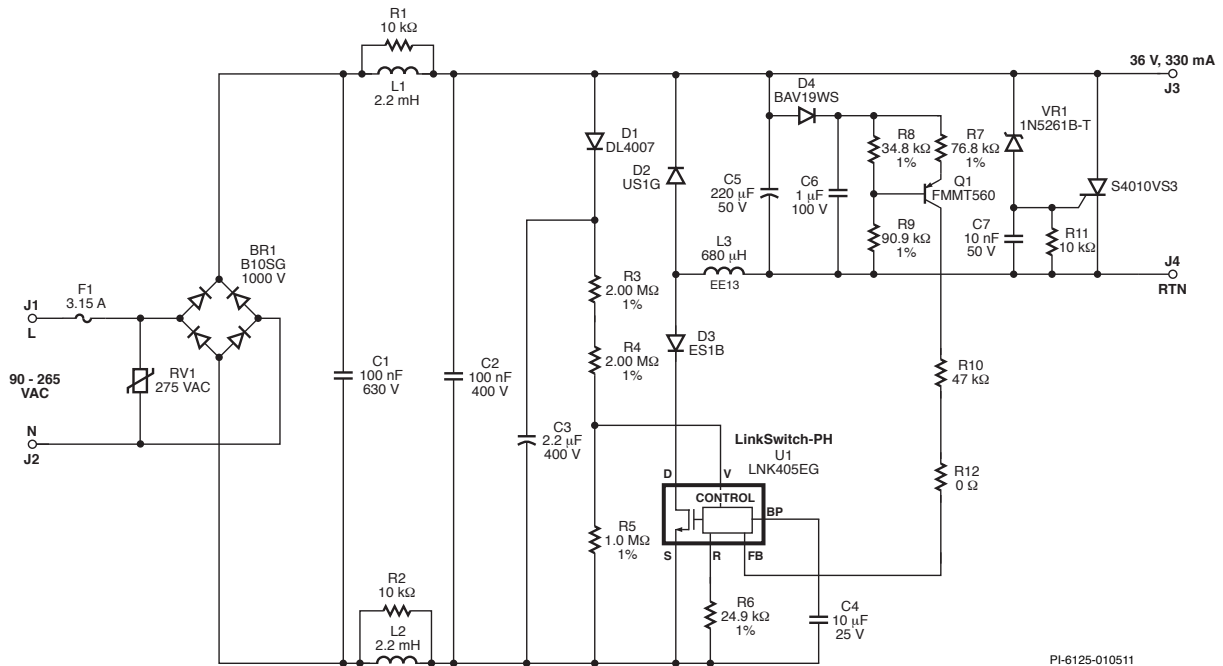 R1
10 kΩ
L1
2.2 mH
36 V, 330 mA
J3
D4
BAV19WS
VR1
1N5261B-T
D1
DL4007
D2
US1G
C5
220 µF
50 V
C6
1 µF
100 V
R8
34.8 kΩ
1%
R7
76.8 kΩ
1%
Q1
FMMT560
S4010VS3
R9
90.9 kΩ
1%
C7
10 nF
50 V
R11
10 kΩ
L3
680 µH
EE13
J4
RTN
BR1
B10SG
1000 V
F1
3.15 A
J1
L
R3
2.00 MΩ
1%
D3
ES1B
R4
2.00 MΩ
1%
R10
47 kΩ
90 - 265
VAC
RV1
275 VAC
C1
100 nF
630 V
C2
100 nF
400 V
N
J2
C3
2.2 µF
400 V
LinkSwitch-PH
U1
LNK405EG
R12
0 Ω
D
V
CONTROL
BP
S
R
FB
R5
1.0 MΩ
1%
R2
10 kΩ
L2
2.2 mH
R6
24.9 kΩ
1%
C4
10 µF
25 V
PI-6125-010511